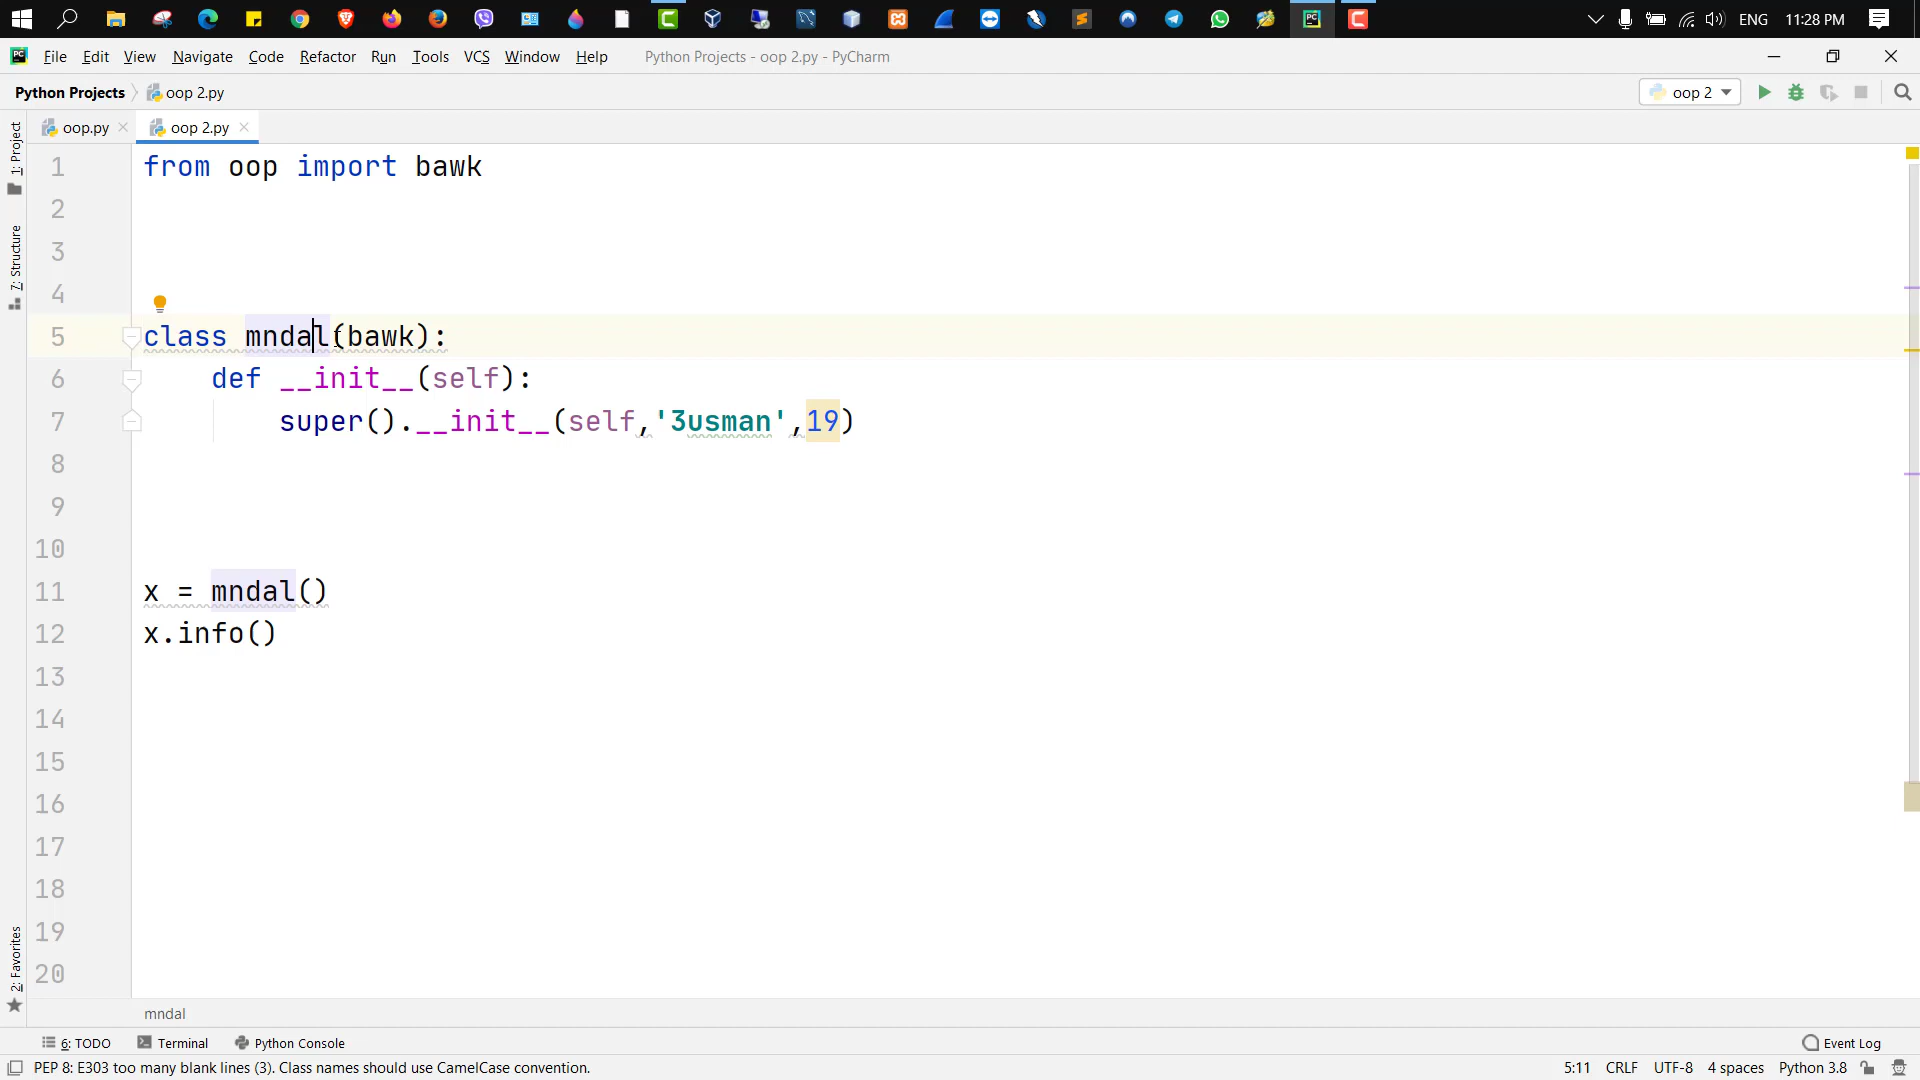 ENG 11:28 PM
File Edit View Navigate Code Refactor Run Tools VCS Window Help Python Projects - oop 2.py - PyCharm
Python Projects oop 2.py oop 2
oop.py oop 2.py
1: Project
7: Structure
2: Favorites
1 from oop import bawk
2
3
4
5 class mndal(bawk):
6 def __init__(self):
7 super().__init__(self,'3usman',19)
8
9
10
11 x = mndal()
12 x.info()
13
14
15
16
17
18
19
20
mndal
6: TODO Terminal Python Console Event Log
PEP 8: E303 too many blank lines (3). Class names should use CamelCase convention. 5:11 CRLF UTF-8 4 spaces Python 3.8